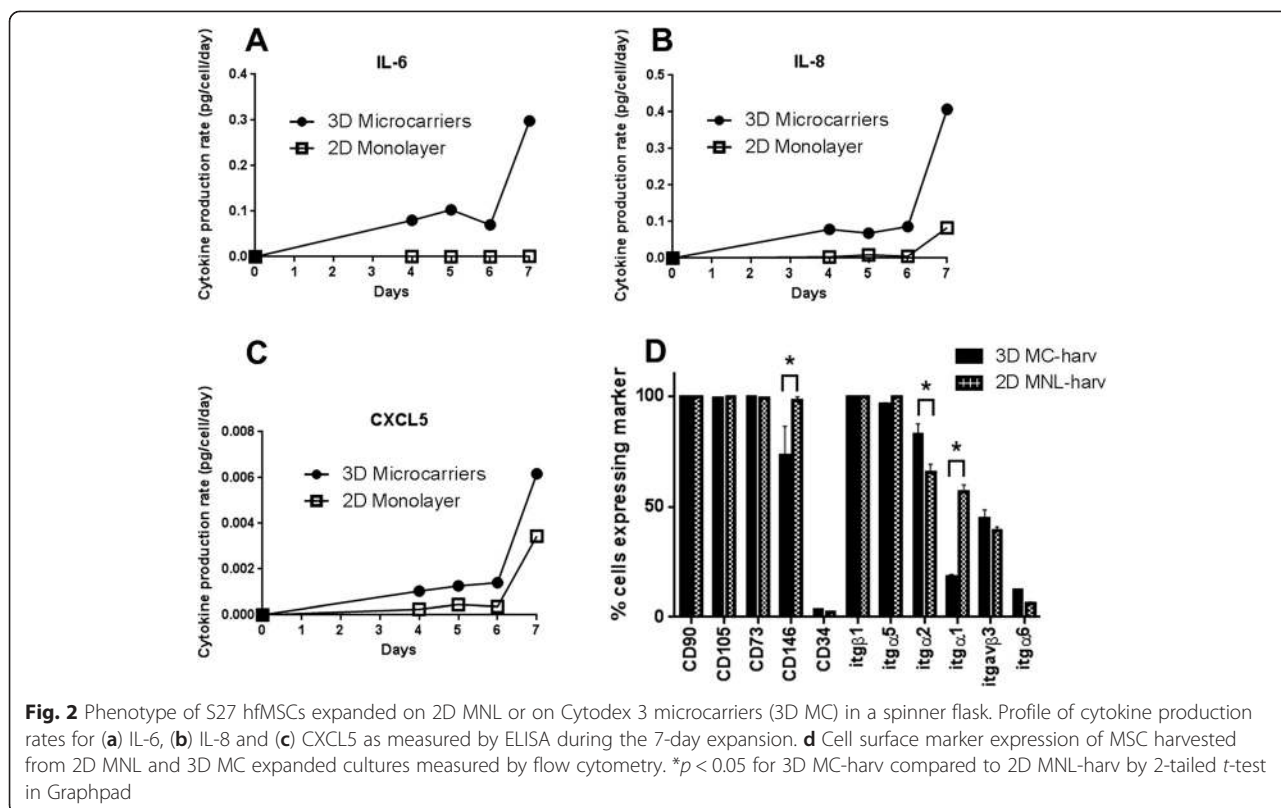 A
IL-6
Cytokine production rate (pg/cell/day)
0.4
0.3
0.2
0.1
0.0
3D Microcarriers
2D Monolayer
0 1 2 3 4 5 6 7
Days
B
IL-8
Cytokine production rate (pg/cell/day)
0.5
0.4
0.3
0.2
0.1
0.0
3D Microcarriers
2D Monolayer
0 1 2 3 4 5 6 7
Days
C
CXCL5
Cytokine production rate (pg/cell/day)
0.008
0.006
0.004
0.002
0.000
3D Microcarriers
2D Monolayer
0 1 2 3 4 5 6 7
Days
D
3D MC-harv
2D MNL-harv
% cells expressing marker
100
50
0
*
*
*
CD90
CD105
CD73
CD146
CD34
itgβ1
itgα5
itgα2
itgα1
itgavβ3
itgα6
Fig. 2 Phenotype of S27 hfMSCs expanded on 2D MNL or on Cytodex 3 microcarriers (3D MC) in a spinner flask. Profile of cytokine production
rates for (a) IL-6, (b) IL-8 and (c) CXCL5 as measured by ELISA during the 7-day expansion. d Cell surface marker expression of MSC harvested
from 2D MNL and 3D MC expanded cultures measured by flow cytometry. *p < 0.05 for 3D MC-harv compared to 2D MNL-harv by 2-tailed t-test
in Graphpad